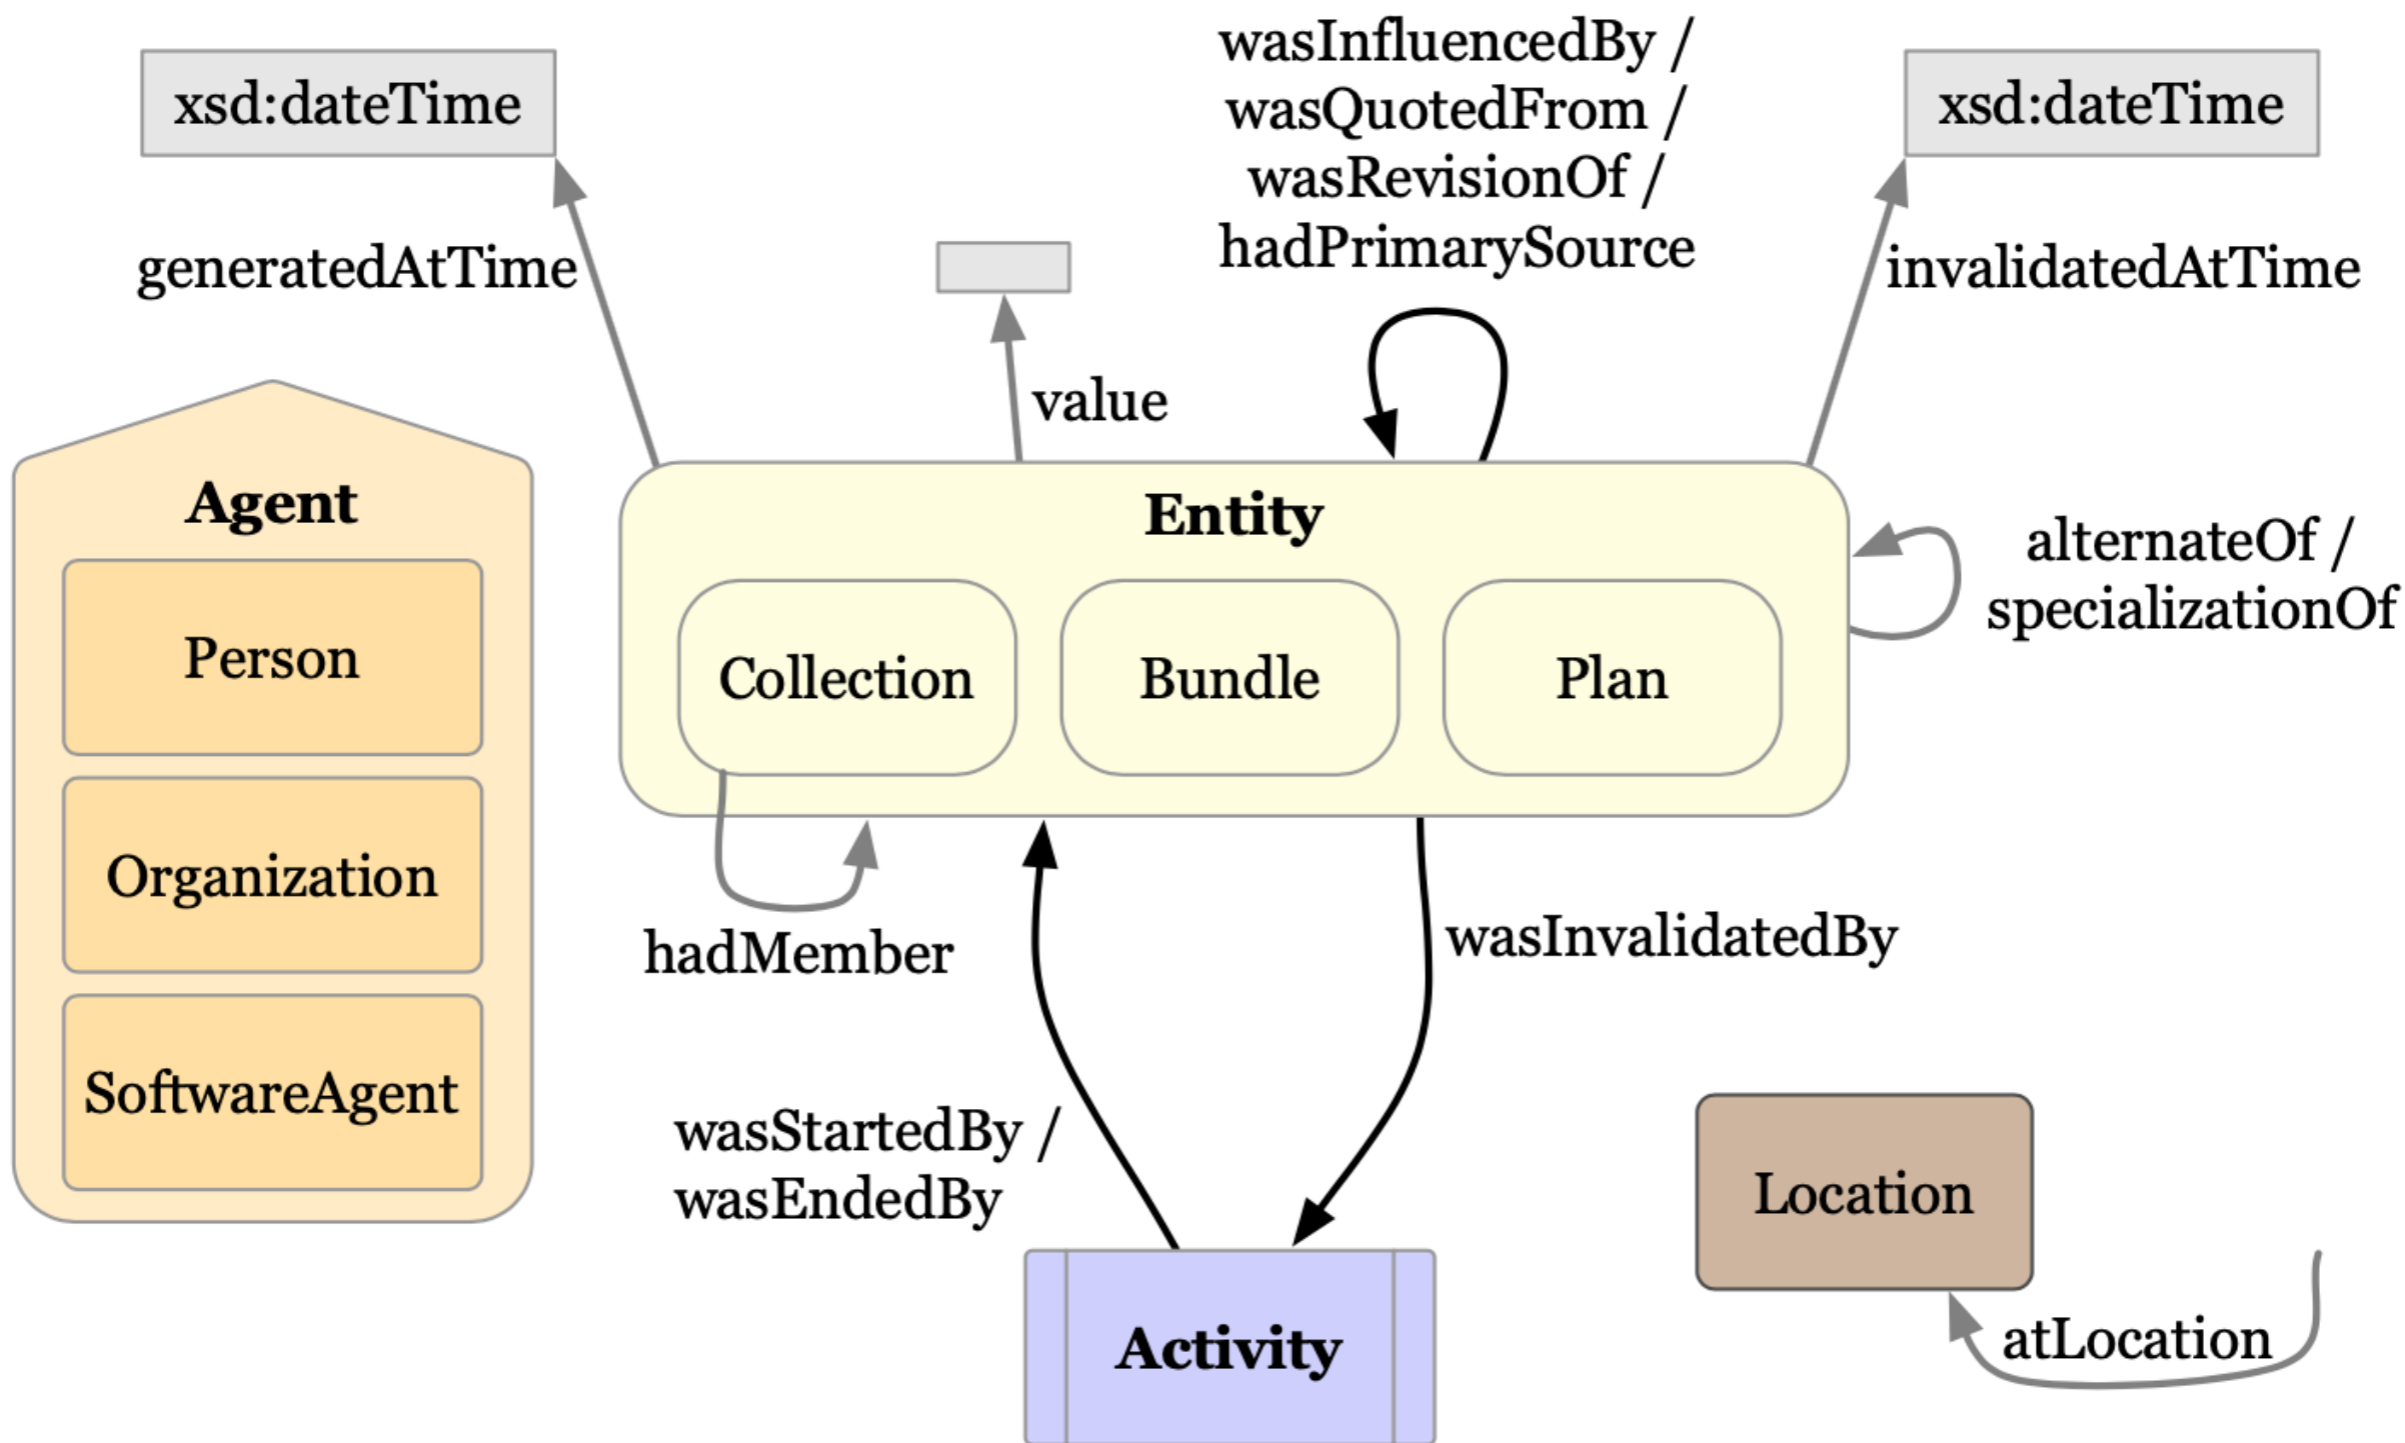 wasInfluencedBy /
wasQuotedFrom /
wasRevisionOf /
hadPrimarySource
xsd:dateTime
xsd:dateTime
generatedAtTime
invalidatedAtTime
value
Agent
Person
Organization
SoftwareAgent
Entity
Collection
Bundle
Plan
alternateOf /
specializationOf
hadMember
wasInvalidatedBy
wasStartedBy /
wasEndedBy
Activity
Location
atLocation